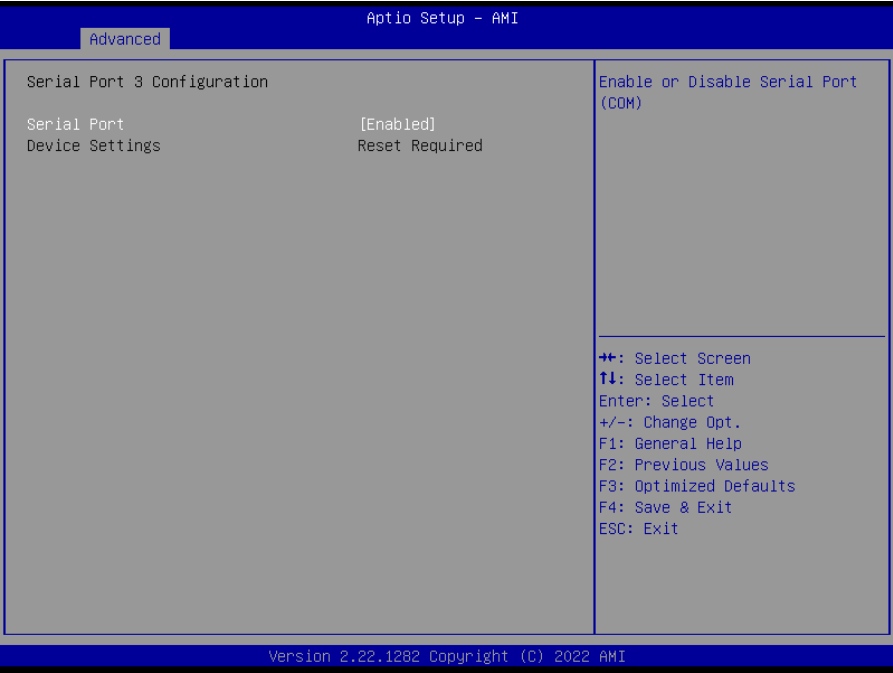 Aptio Setup – AMI
Advanced
Serial Port 3 Configuration
Serial Port [Enabled]
Device Settings Reset Required
Enable or Disable Serial Port
(COM)
→←: Select Screen
↑↓: Select Item
Enter: Select
+/-: Change Opt.
F1: General Help
F2: Previous Values
F3: Optimized Defaults
F4: Save & Exit
ESC: Exit
Version 2.22.1282 Copyright (C) 2022 AMI